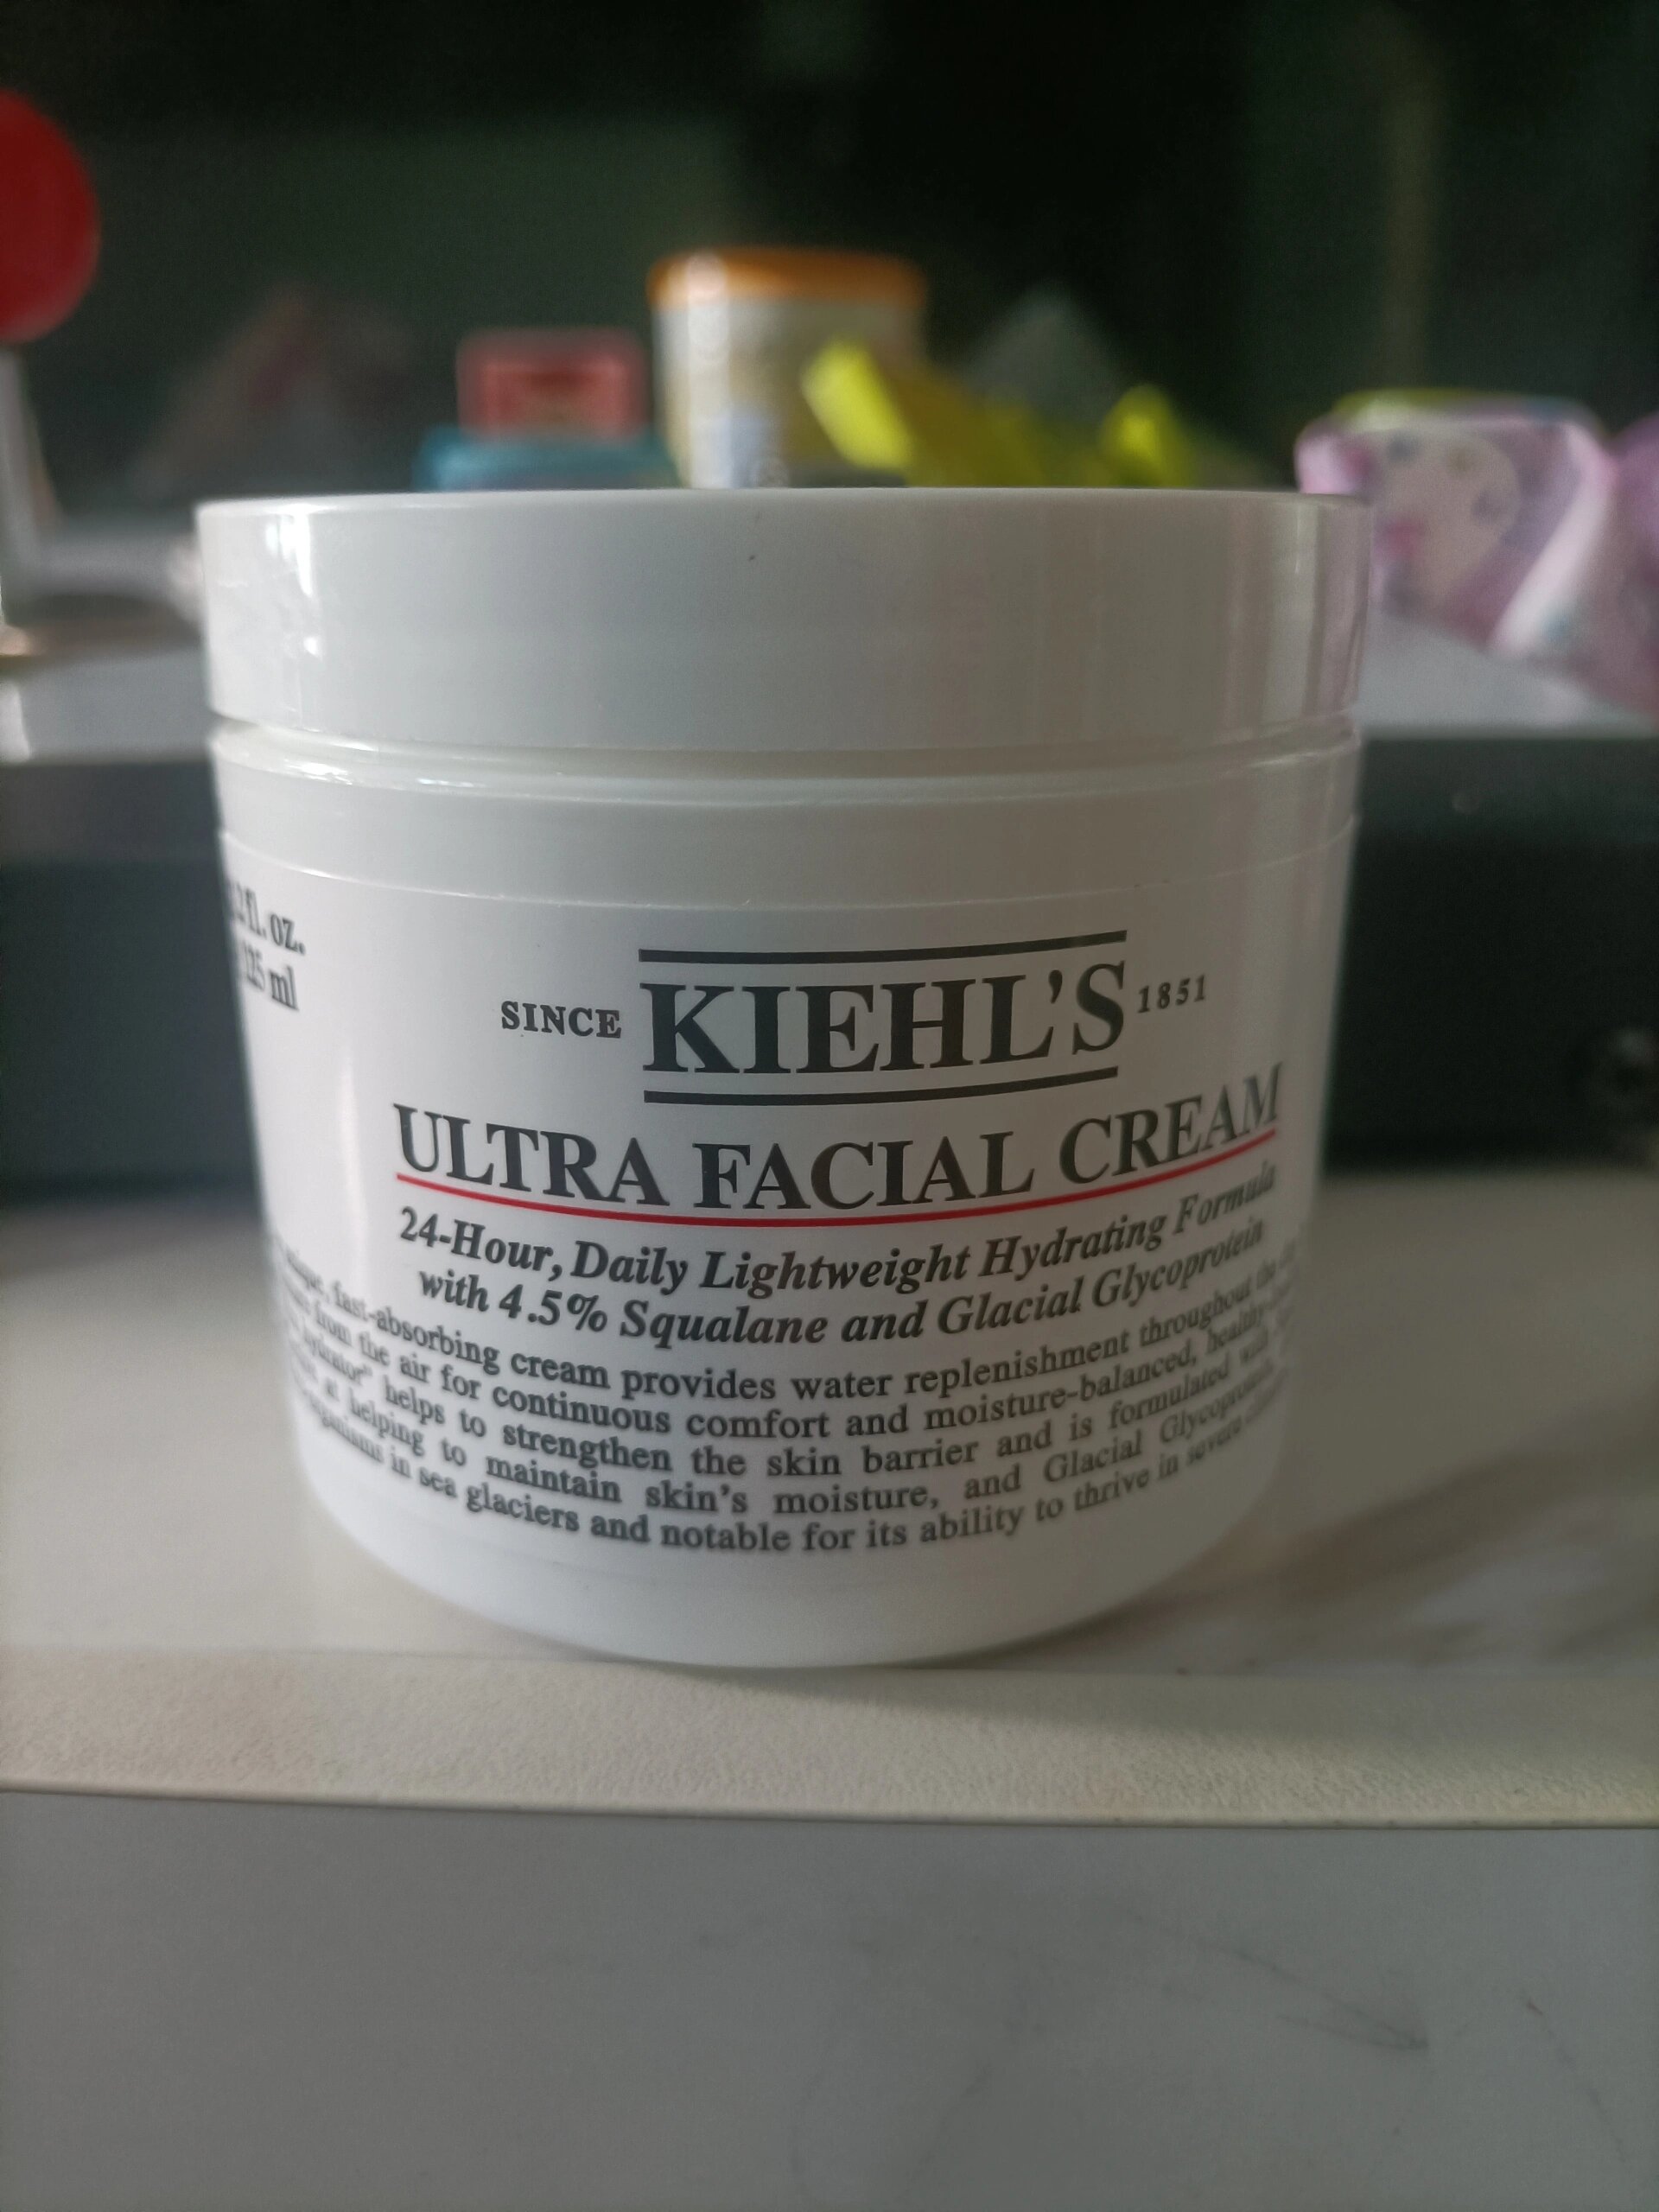 fl. oz.
125 ml
SINCE KIEHL'S 1851
ULTRA FACIAL CREAM
24-Hour, Daily Lightweight Hydrating Formula
with 4.5% Squalane and Glacial Glycoprotein
fast-absorbing cream provides water replenishment throughout the
from the air for continuous comfort and moisture-balanced,
hydrator" helps to strengthen the skin barrier and is formulated with
at helping to maintain skin's moisture, and Glacial
in sea glaciers and notable for its ability to thrive in severe